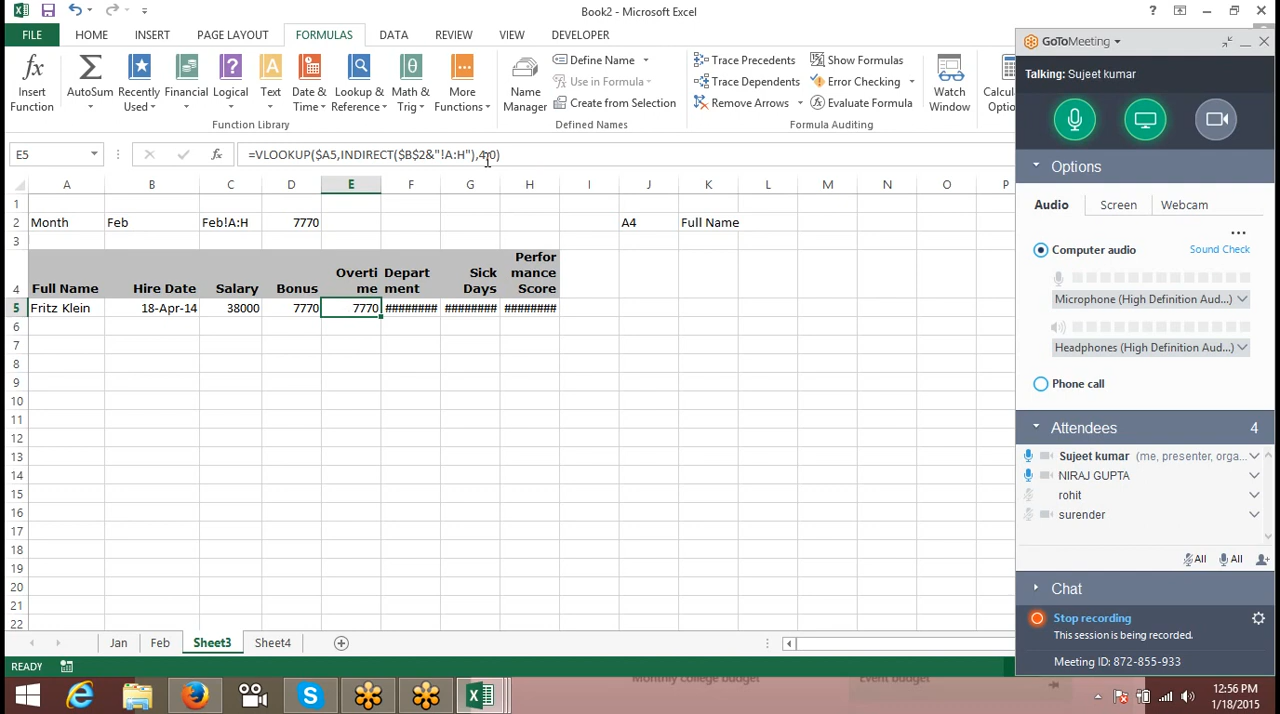 Book2 - Microsoft Excel
FILE HOME INSERT PAGE LAYOUT FORMULAS DATA REVIEW VIEW DEVELOPER
Insert Function
AutoSum
Recently Used
Financial
Logical
Text
Date & Time
Lookup & Reference
Math & Trig
More Functions
Function Library
Name Manager
Define Name
Use in Formula
Create from Selection
Defined Names
Trace Precedents
Trace Dependents
Remove Arrows
Show Formulas
Error Checking
Evaluate Formula
Formula Auditing
Watch Window
E5 fx =VLOOKUP($A5,INDIRECT($B$2&"!A:H"),4,0)
A B C D E F G H I J K L M N O P
1
2 Month Feb Feb!A:H 7770 A4 Full Name
3
4 Full Name Hire Date Salary Bonus Overti me Depart ment Sick Days Perfor mance Score
5 Fritz Klein 18-Apr-14 38000 7770 7770 ######## ######## ########
6
7
8
9
10
11
12
13
14
15
16
17
18
19
20
21
22
Jan Feb Sheet3 Sheet4
READY
GoToMeeting
Talking: Sujeet kumar
Options
Audio Screen Webcam
Computer audio Sound Check
Microphone (High Definition Aud...)
Headphones (High Definition Aud...)
Phone call
Attendees 4
Sujeet kumar (me, presenter, orga...
NIRAJ GUPTA
rohit
surender
All All
Chat
Stop recording
This session is being recorded.
Meeting ID: 872-855-933
Monthly college budget Event budget
12:56 PM
1/18/2015